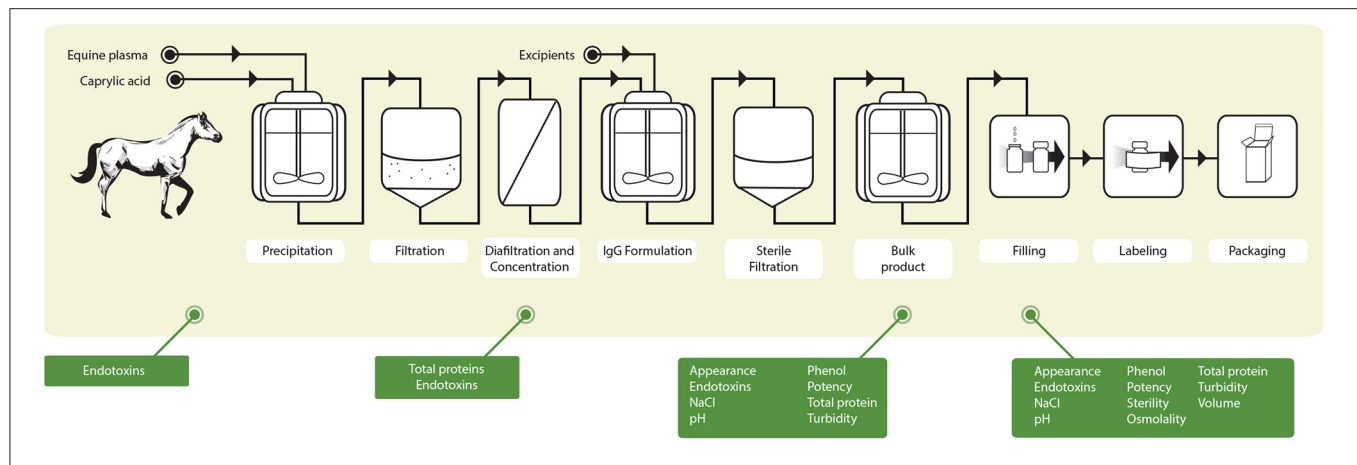 Equine plasma
Caprylic acid
Excipients
Precipitation
Filtration
Diafiltration and
Concentration
IgG Formulation
Sterile
Filtration
Bulk
product
Filling
Labeling
Packaging
Endotoxins
Total proteins
Endotoxins
Appearance
Endotoxins
NaCl
pH
Phenol
Potency
Total protein
Turbidity
Appearance
Endotoxins
NaCl
pH
Phenol
Potency
Sterility
Osmolality
Total protein
Turbidity
Volume